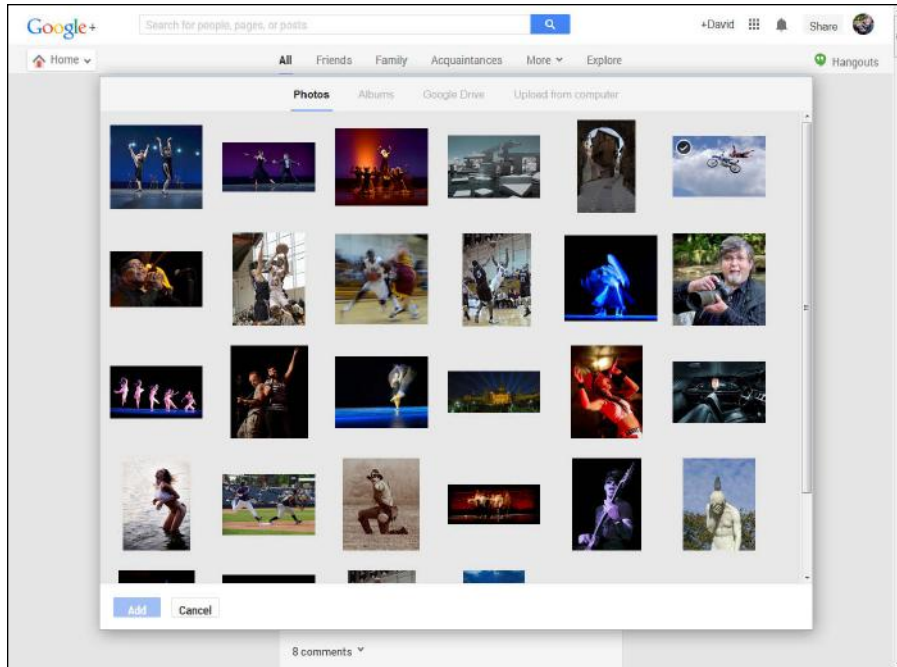 Google+ Search for people, pages, or posts +David Share
Home All Friends Family Acquaintances More Explore Hangouts
Photos Albums Google Drive Upload from computer
Add Cancel
8 comments